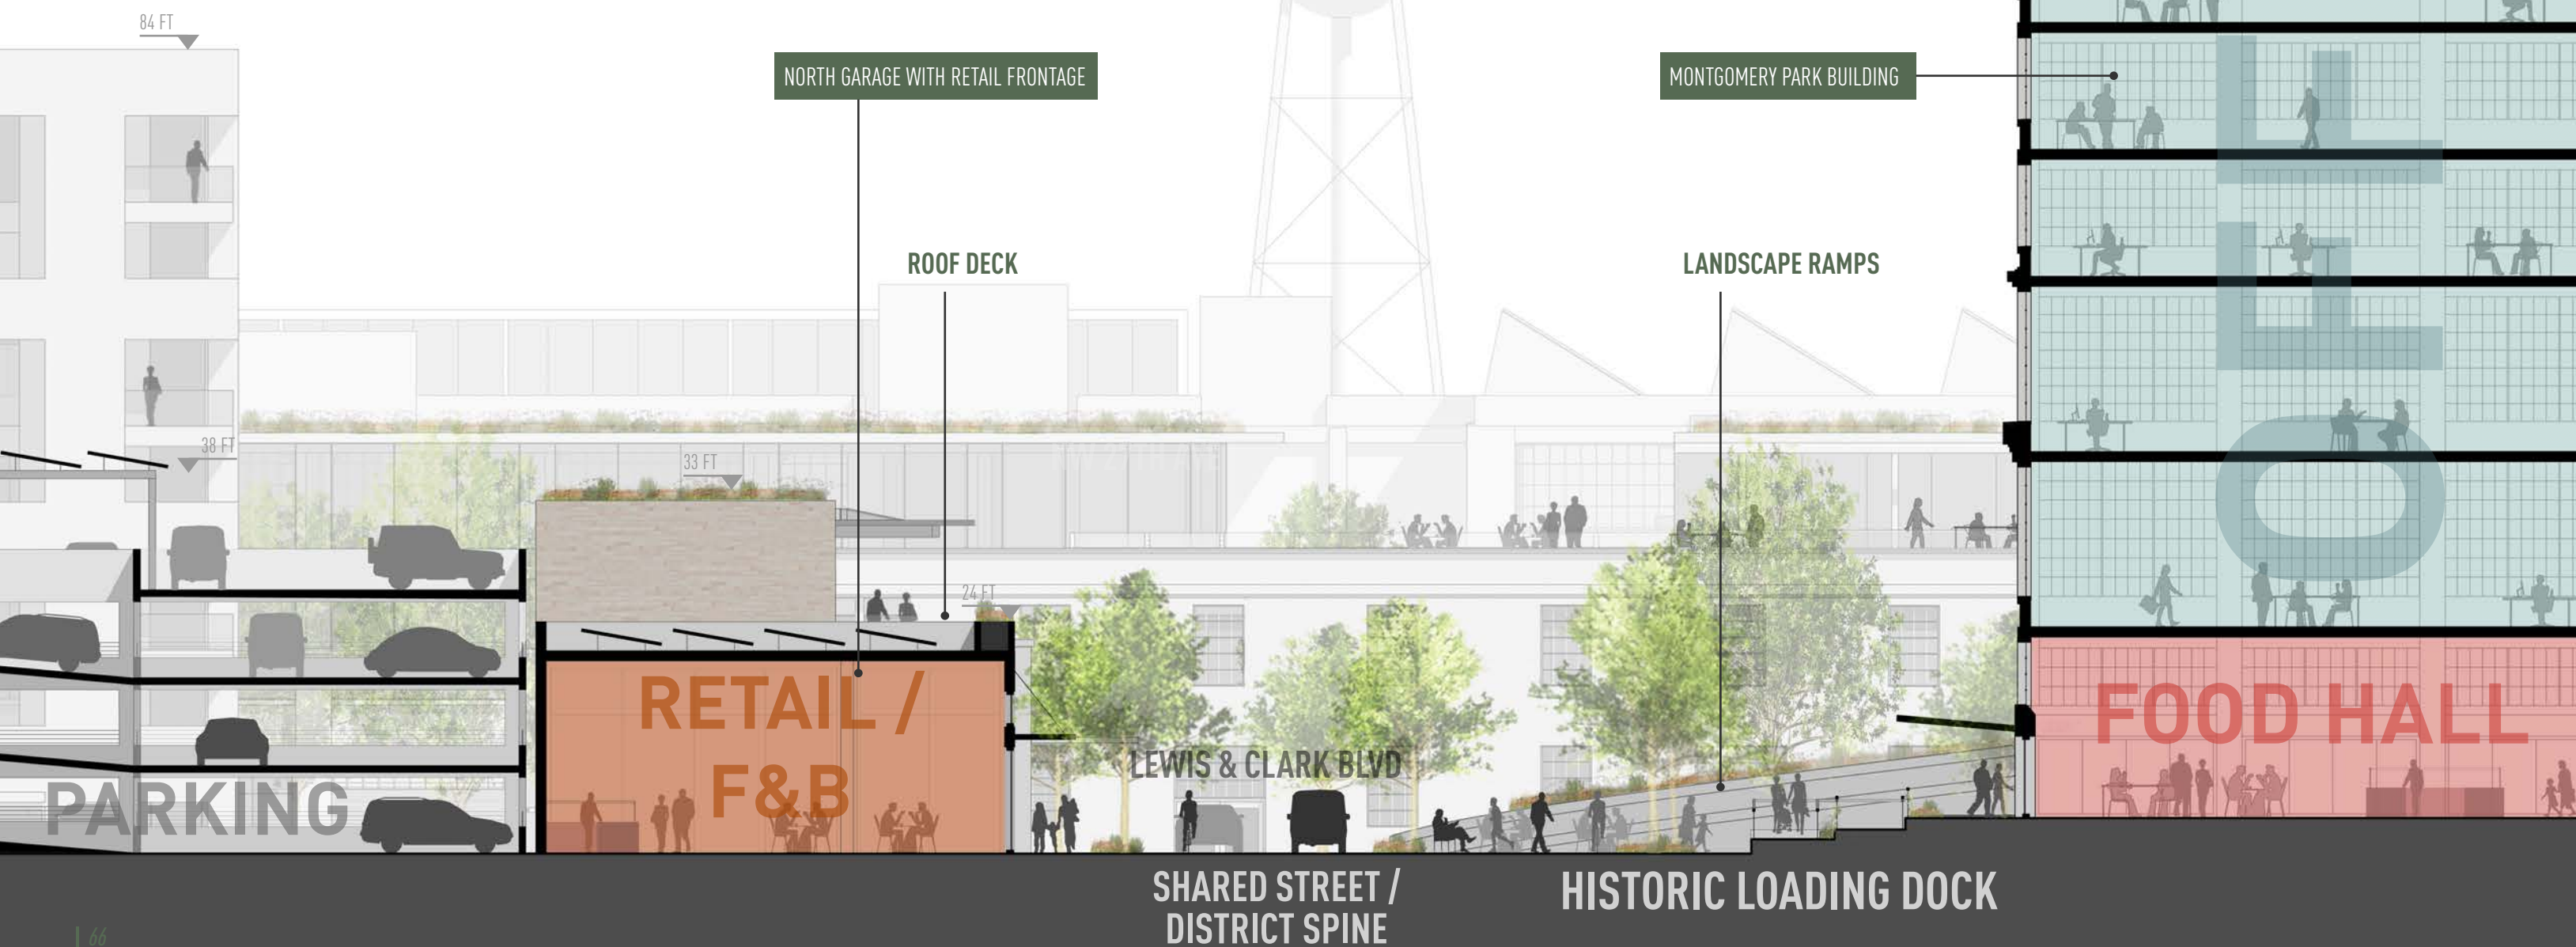 84 FT
NORTH GARAGE WITH RETAIL FRONTAGE
MONTGOMERY PARK BUILDING
ROOF DECK
LANDSCAPE RAMPS
38 FT
33 FT
24 FT
OFF
RETAIL /
F&B
FOOD HALL
LEWIS & CLARK BLVD
PARKING
SHARED STREET /
DISTRICT SPINE
HISTORIC LOADING DOCK
66